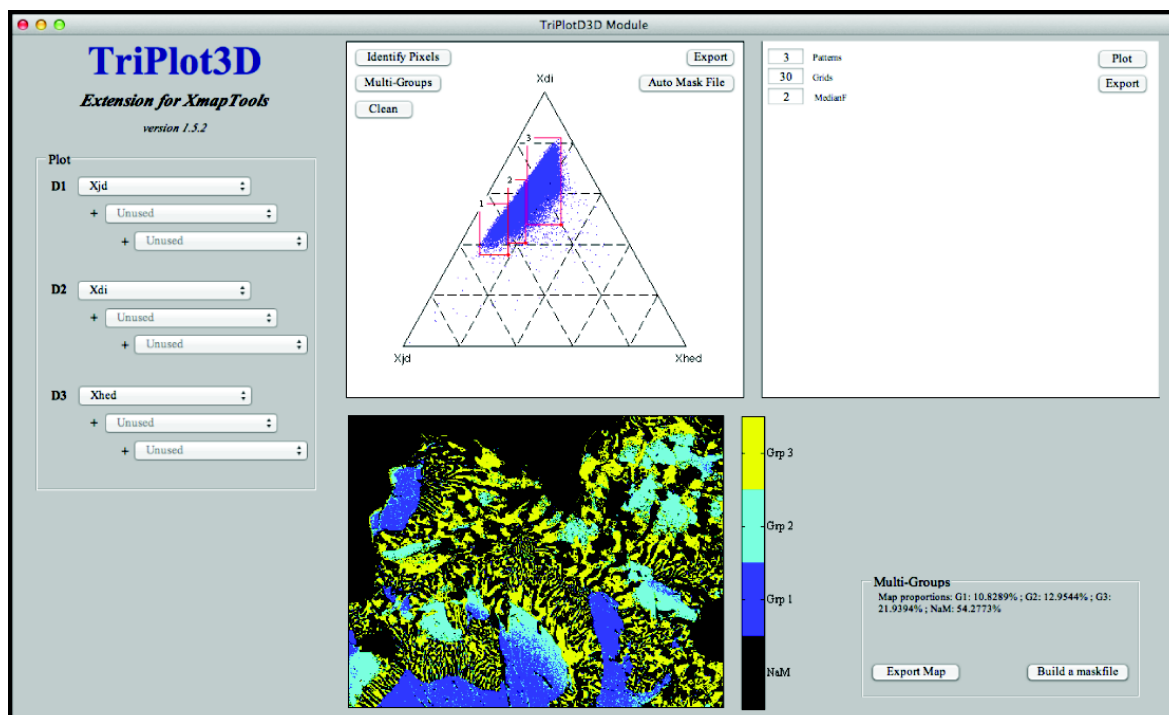 TriPlotD3D Module
TriPlot3D
Extension for XmapTools
version 1.5.2
Plot
D1 Xjd
+ Unused
+ Unused
D2 Xdi
+ Unused
+ Unused
D3 Xhed
+ Unused
+ Unused
Identify Pixels
Export
Multi-Groups
Auto Mask File
Clean
Xdi
3
2
1
Xjd
Xhed
3 Patterns
30 Grids
2 MedianF
Plot
Export
Grp 3
Grp 2
Grp 1
NaM
Multi-Groups
Map proportions: G1: 10.8289% ; G2: 12.9544% ; G3:
21.9394% ; NaM: 54.2773%
Export Map
Build a maskfile